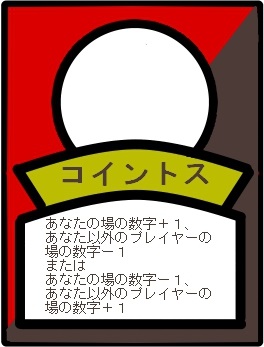 コイントス
あなたの場の数字＋１、
あなた以外のプレイヤーの
場の数字－１
または
あなたの場の数字－１、
あなた以外のプレイヤーの
場の数字＋１